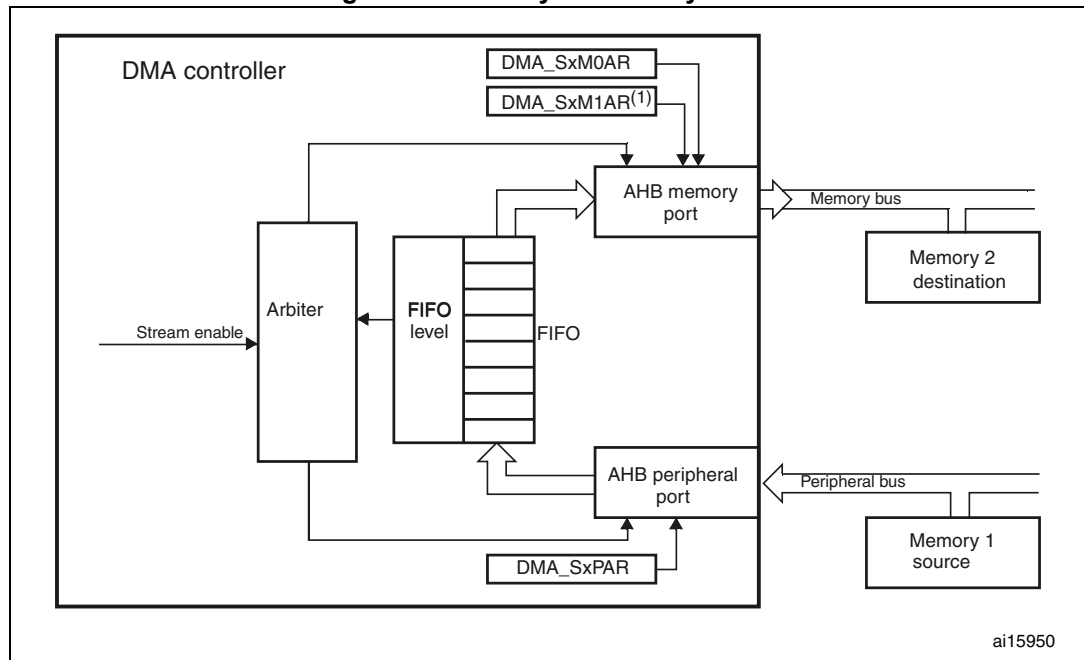 DMA controller
DMA_SxM0AR
DMA_SxM1AR(1)
AHB memory
port
Memory bus
Memory 2
destination
Arbiter
FIFO
level
FIFO
Stream enable
AHB peripheral
port
Peripheral bus
Memory 1
source
DMA_SxPAR
ai15950